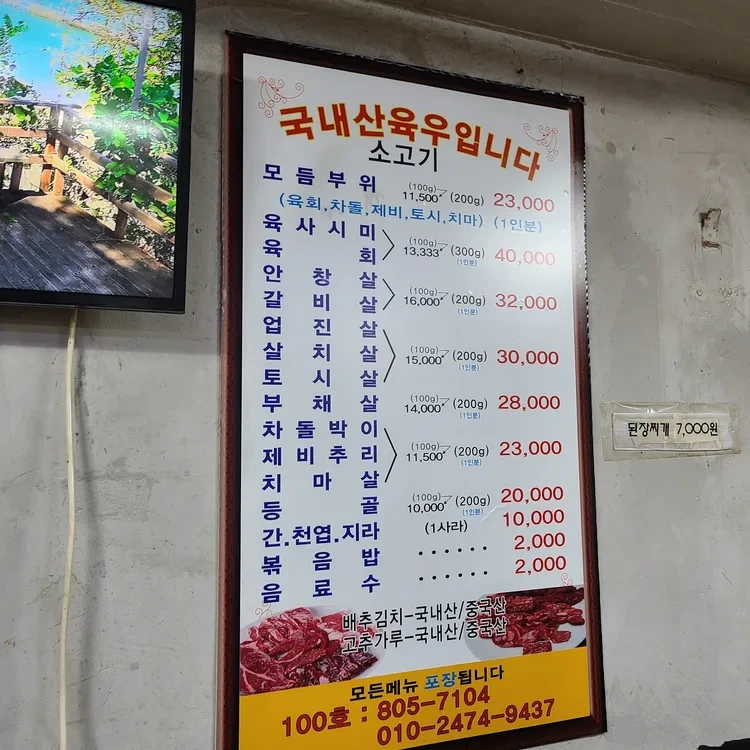 국내산육우입니다
소고기
모듬부위 (100g) 11,500 (200g) 23,000
(육회,차돌,제비,토시,치마) (1인분)
육사시미
육회
(100g) 13,333 (300g) (1인분) 40,000
안창살
갈비살
(100g) 16,000 (200g) (1인분) 32,000
업진살
살치살
토시살
(100g) 15,000 (200g) (1인분) 30,000
부채살 (100g) 14,000 (200g) (1인분) 28,000
차돌박이
제비추리
치마살
(100g) 11,500 (200g) (1인분) 23,000
등골 (100g) 10,000 (200g) (1인분) 20,000
간.천엽.지라 (1사라) 10,000
볶음밥 ...... 2,000
음료수 ...... 2,000
배추김치-국내산/중국산
고추가루-국내산/중국산
모든메뉴 포장됩니다
100호 : 805-7104
010-2474-9437
된장찌개 7,000원